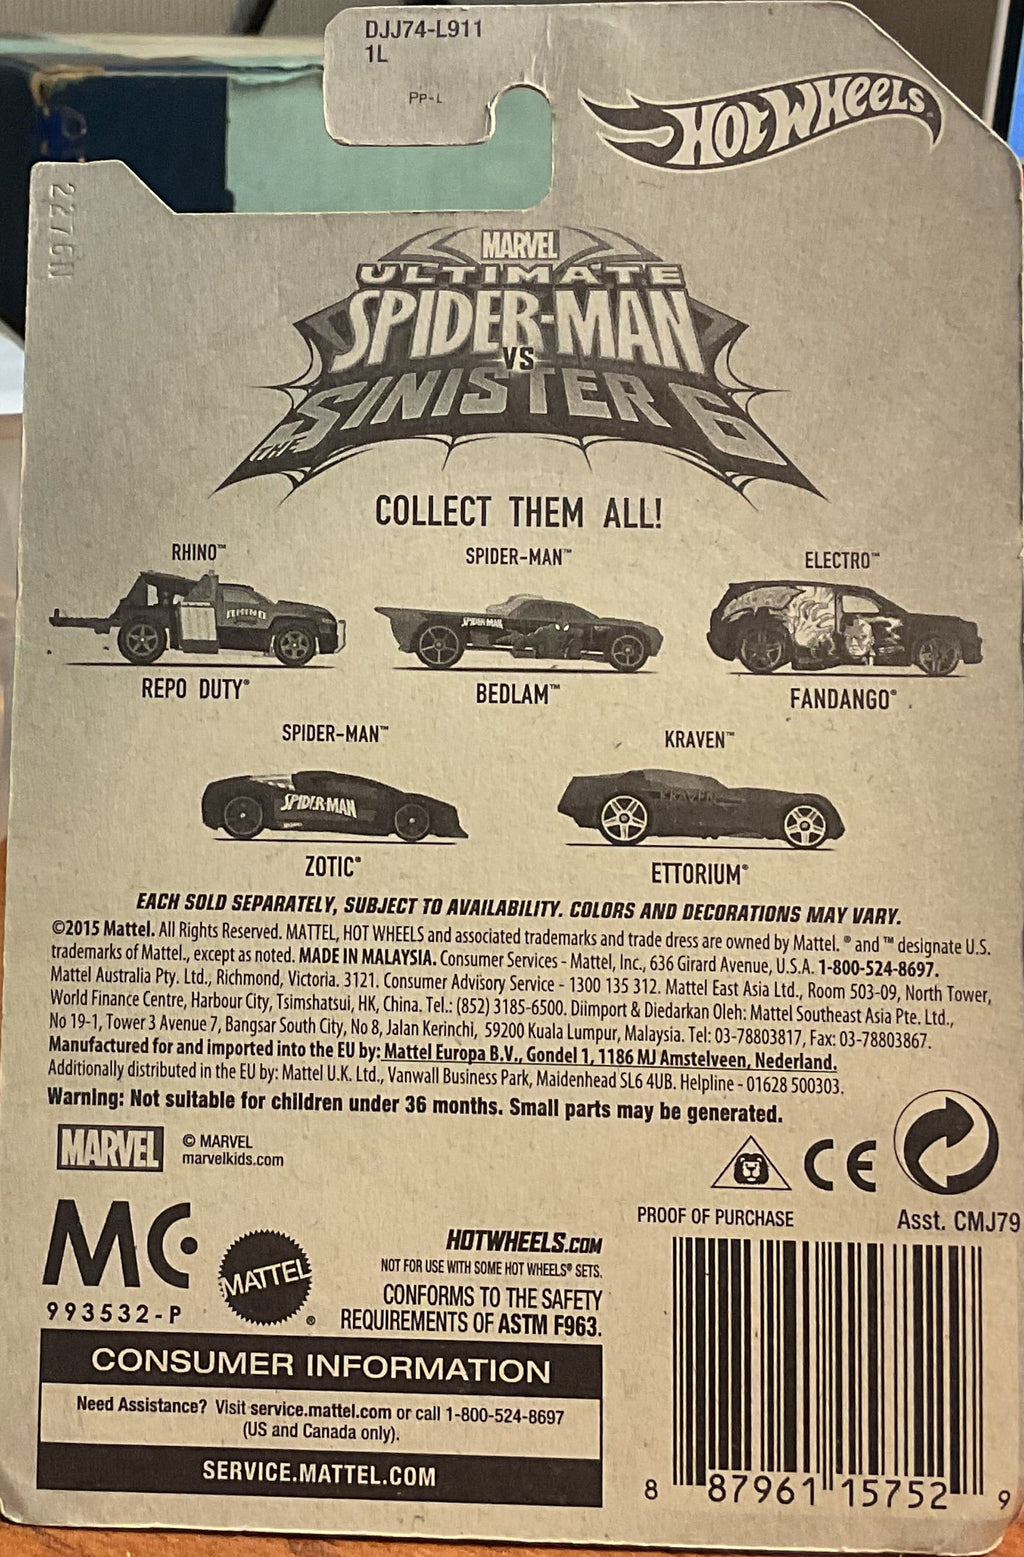 DJJ74-L911
1L
PP-L
HOT WHEELS
2276N
MARVEL
ULTIMATE
SPIDER-MAN
VS
THE SINISTER 6
COLLECT THEM ALL!
RHINO™ SPIDER-MAN™ ELECTRO™
RHINO SPIDER-MAN
REPO DUTY® BEDLAM™ FANDANGO®
SPIDER-MAN™ KRAVEN™
SPIDER-MAN KRAVEN
ZOTIC® ETTORIUM®
EACH SOLD SEPARATELY, SUBJECT TO AVAILABILITY. COLORS AND DECORATIONS MAY VARY.
©2015 Mattel. All Rights Reserved. MATTEL, HOT WHEELS and associated trademarks and trade dress are owned by Mattel. ® and ™ designate U.S.
trademarks of Mattel., except as noted. MADE IN MALAYSIA. Consumer Services - Mattel, Inc., 636 Girard Avenue, U.S.A. 1-800-524-8697.
Mattel Australia Pty. Ltd., Richmond, Victoria. 3121. Consumer Advisory Service - 1300 135 312. Mattel East Asia Ltd., Room 503-09, North Tower,
World Finance Centre, Harbour City, Tsimshatsui, HK, China. Tel.: (852) 3185-6500. Diimport & Diedarkan Oleh: Mattel Southeast Asia Pte. Ltd.,
No 19-1, Tower 3 Avenue 7, Bangsar South City, No 8, Jalan Kerinchi, 59200 Kuala Lumpur, Malaysia. Tel: 03-78803817, Fax: 03-78803867.
Manufactured for and imported into the EU by: Mattel Europa B.V., Gondel 1, 1186 MJ Amstelveen, Nederland.
Additionally distributed in the EU by: Mattel U.K. Ltd., Vanwall Business Park, Maidenhead SL6 4UB. Helpline - 01628 500303.
Warning: Not suitable for children under 36 months. Small parts may be generated.
MARVEL © MARVEL
marvelkids.com
CE
PROOF OF PURCHASE Asst. CMJ79
MC
993532-P
MATTEL®
HOTWHEELS.COM
NOT FOR USE WITH SOME HOT WHEELS® SETS.
CONFORMS TO THE SAFETY
REQUIREMENTS OF ASTM F963.
CONSUMER INFORMATION
Need Assistance? Visit service.mattel.com or call 1-800-524-8697
(US and Canada only).
SERVICE.MATTEL.COM
8 87961 15752 9